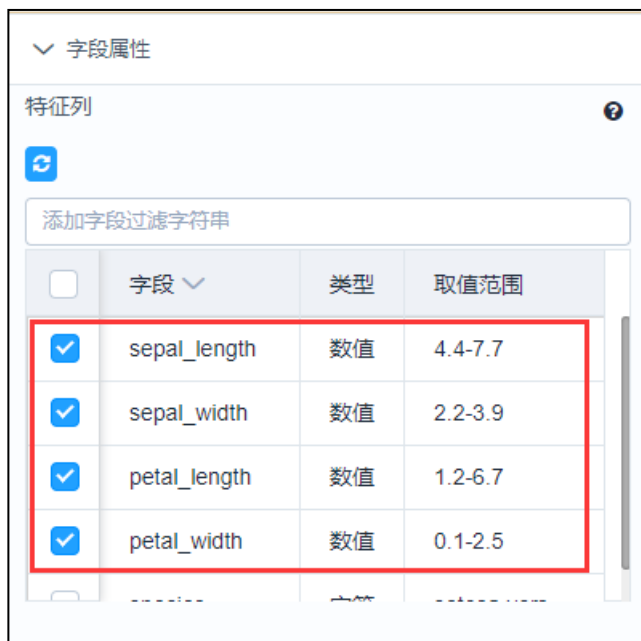 字段属性
特征列
添加字段过滤字符串
字段 类型 取值范围
sepal_length 数值 4.4-7.7
sepal_width 数值 2.2-3.9
petal_length 数值 1.2-6.7
petal_width 数值 0.1-2.5